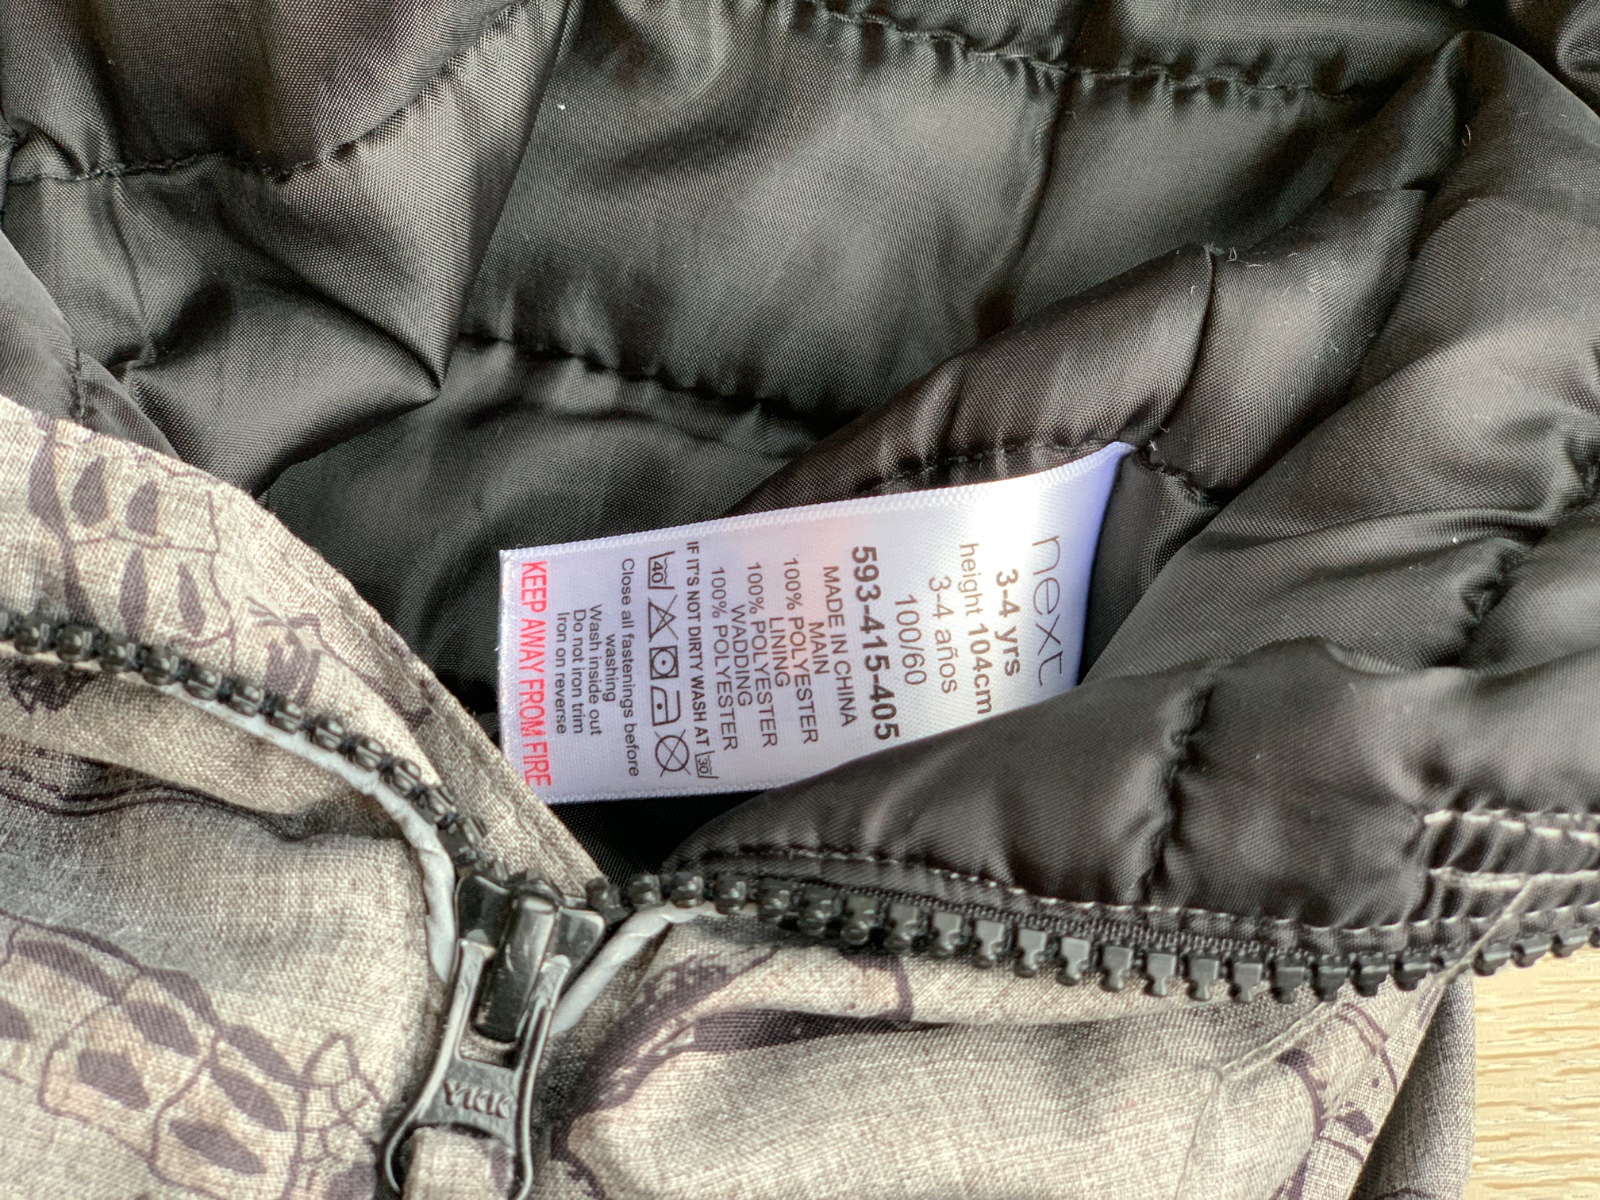 next
3-4 yrs
height 104cm
3-4 años
100/60
593-415-405
MADE IN CHINA
MAIN
100% POLYESTER
LINING
100% POLYESTER
WADDING
100% POLYESTER
IF IT'S NOT DIRTY WASH AT 30
40
Close all fastenings before
washing
Wash inside out
Do not iron trim
Iron on reverse
KEEP AWAY FROM FIRE
YKK